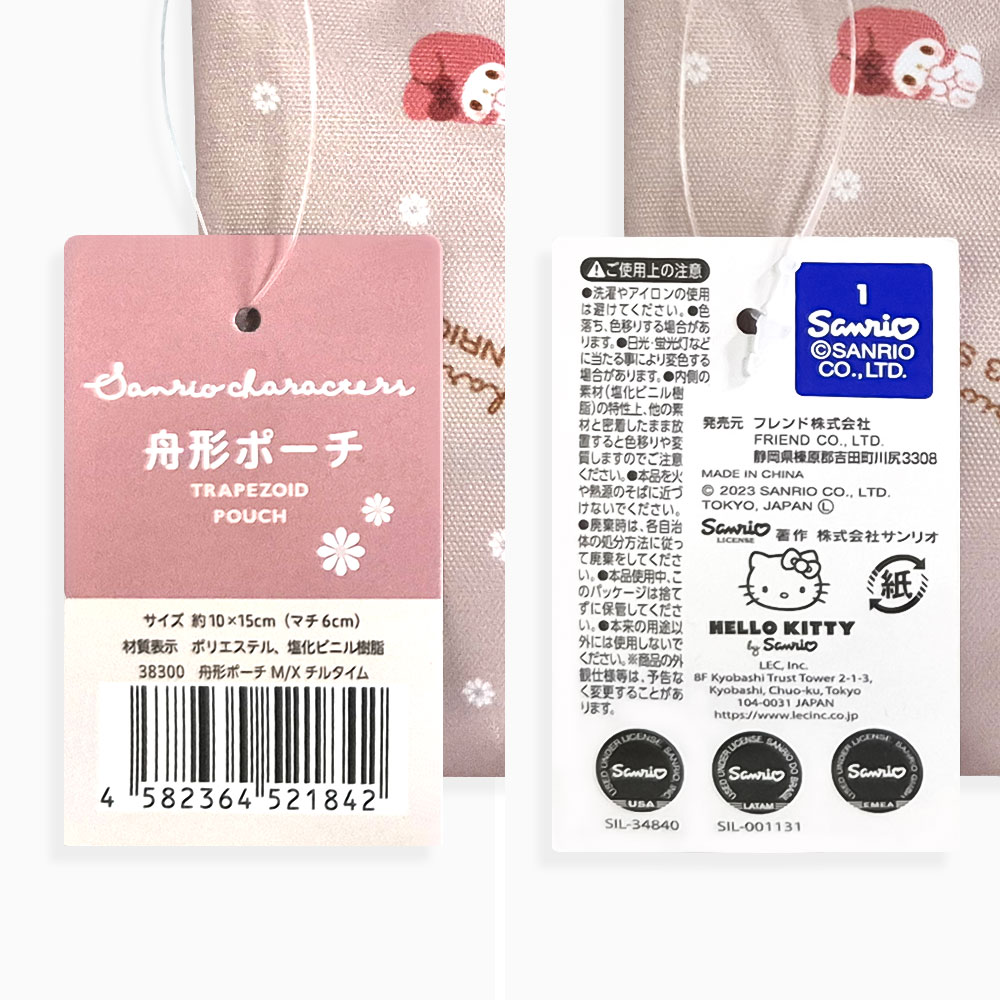 Sanrio characters
舟形ポーチ
TRAPEZOID
POUCH
サイズ 約10×15cm（マチ6cm）
材質表示 ポリエステル、塩化ビニル樹脂
38300 舟形ポーチ M/X チルタイム
4 582364 521842
ご使用上の注意
●洗濯やアイロンの使用
は避けてください。●色
落ち、色移りする場合があ
ります。●日光・蛍光灯など
に当たる事により変色する
場合があります。●内側の
素材(塩化ビニル樹
脂)の特性上、他の素
材と密着したまま放
置すると色移りや変
質しますのでご注意
ください。●本品を火
や熱源のそばに近づ
けないでください。
●廃棄時は、各自治
体の処分方法に従っ
て廃棄をしてくださ
い。●本品使用中、こ
のパッケージは捨て
ずに保管してくださ
い。●本来の用途以
外には使用しないで
ください。※商品の外
観仕様等は、予告な
く変更することがあ
ります。
1
Sanrio
©SANRIO
CO., LTD.
発売元 フレンド株式会社
FRIEND CO., LTD.
静岡県榛原郡吉田町川尻3308
MADE IN CHINA
© 2023 SANRIO CO., LTD.
TOKYO, JAPAN Ⓛ
Sanrio
LICENSE
著作 株式会社サンリオ
紙
HELLO KITTY
by Sanrio
LEC, Inc.
8F Kyobashi Trust Tower 2-1-3,
Kyobashi, Chuo-ku, Tokyo
104-0031 JAPAN
https://www.lecinc.co.jp
USED UNDER LICENSE SANRIO INC
Sanrio
USA
SIL-34840
USED UNDER LICENSE SANRIO DO BRASIL
Sanrio
LATAM
SIL-001131
USED UNDER LICENSE SANRIO GMBH
Sanrio
EMEA